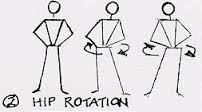 ② HIP ROTATION